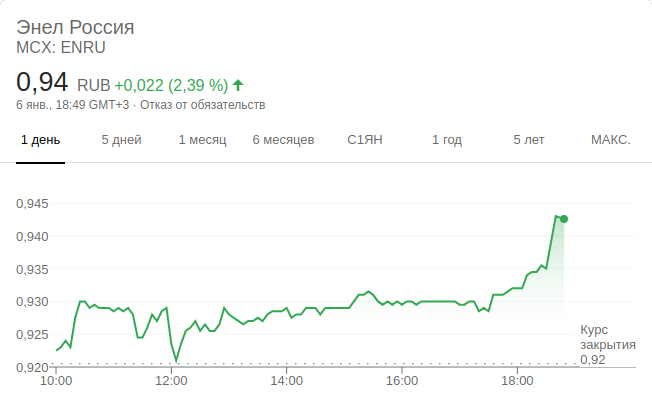 Энел Россия
MCX: ENRU
0,94 RUB +0,022 (2,39 %)
6 янв., 18:49 GMT+3 · Отказ от обязательств
1 день 5 дней 1 месяц 6 месяцев С1ЯН 1 год 5 лет МАКС.
0,945
0,940
0,935
0,930
0,925
0,920
Курс
закрытия
0,92
10:00 12:00 14:00 16:00 18:00